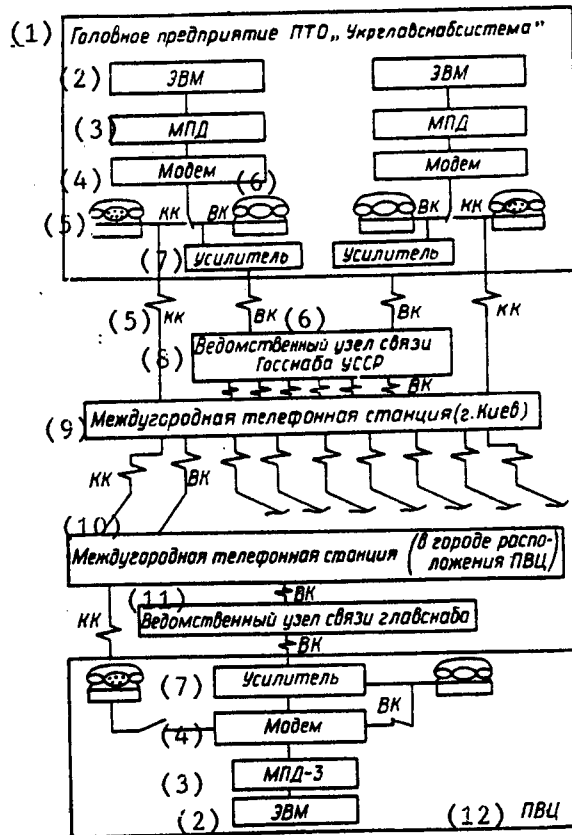 (1) Головное предприятие ПТО „Укрглавснабсистема"
(2) ЭВМ ЭВМ
(3) МПД МПД
(4) Модем Модем
(6)
(5) КК ВК ВК КК
(7) Усилитель Усилитель
(5) КК ВК (6) ВК КК
(8) Ведомственный узел связи
Госснаба УССР
ВК
(9) Междугородная телефонная станция (г. Киев)
КК ВК
(10)
Междугородная телефонная станция (в городе распо-
ложения ПВЦ)
КК (11) ВК
Ведомственный узел связи главснаба
ВК
(7) Усилитель
ВК
(4) Модем
(3) МПД-3
(2) ЭВМ
(12) ПВЦ